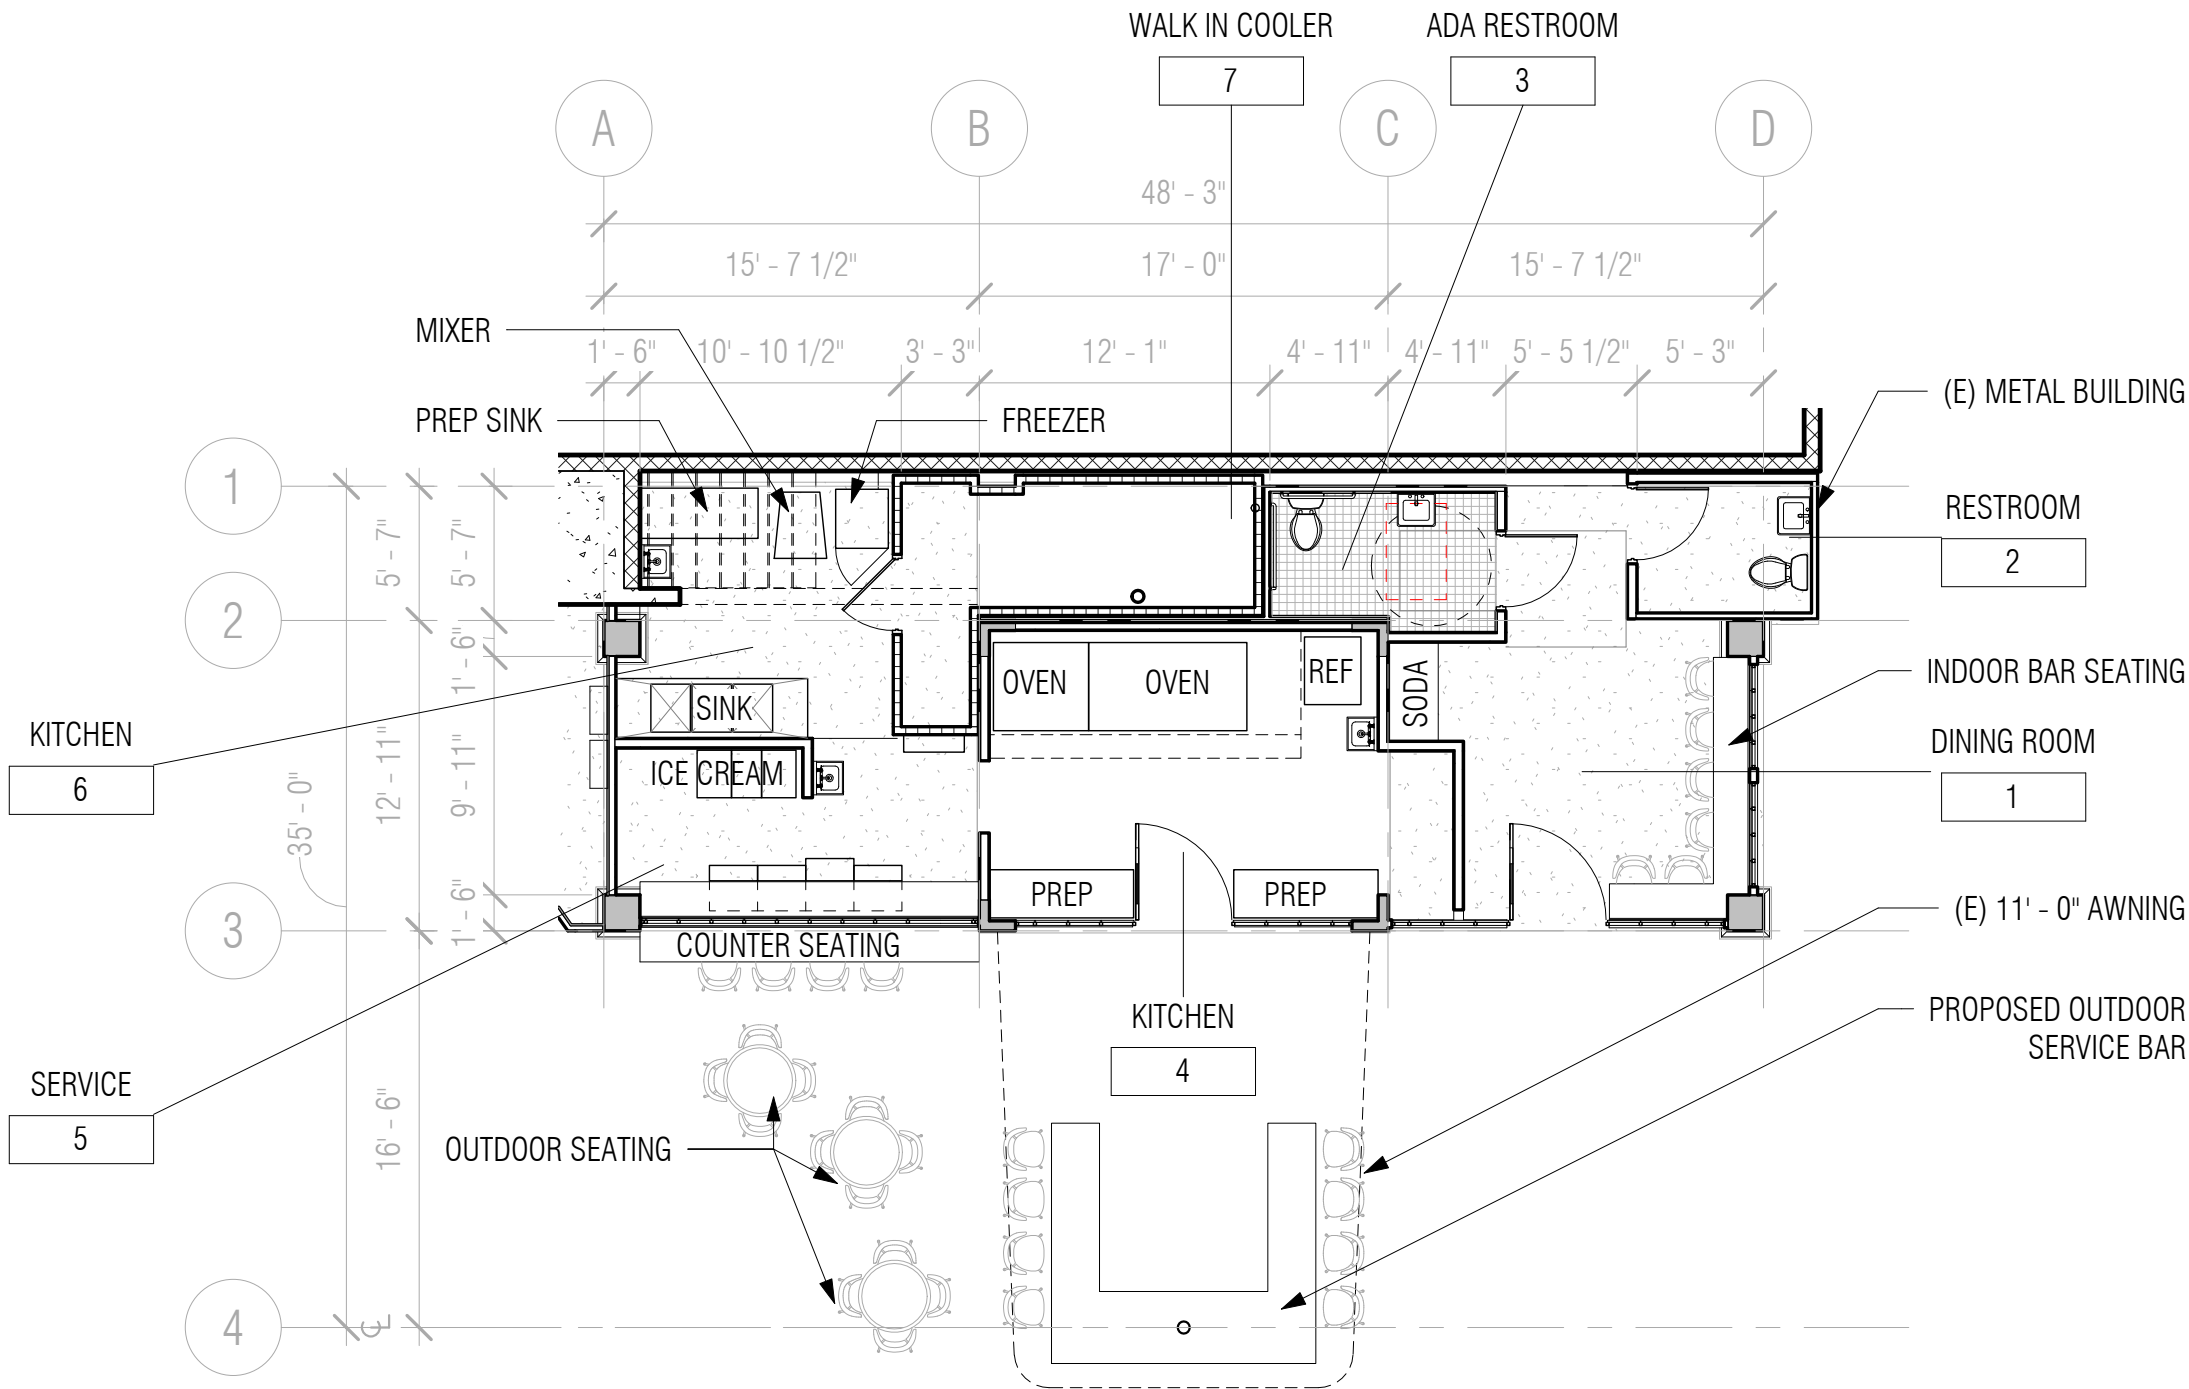 WALK IN COOLER
7
ADA RESTROOM
3
A
B
C
D
48' - 3"
15' - 7 1/2"
17' - 0"
15' - 7 1/2"
MIXER
1' - 6"
10' - 10 1/2"
3' - 3"
12' - 1"
4' - 11"
4' - 11"
5' - 5 1/2"
5' - 3"
(E) METAL BUILDING
PREP SINK
FREEZER
1
RESTROOM
2
5' - 7"
5' - 7"
2
1' - 6"
OVEN
OVEN
REF
SODA
INDOOR BAR SEATING
SINK
KITCHEN
6
DINING ROOM
1
ICE CREAM
35' - 0"
12' - 11"
9' - 11"
PREP
PREP
1' - 6"
3
(E) 11' - 0" AWNING
COUNTER SEATING
KITCHEN
4
PROPOSED OUTDOOR
SERVICE BAR
SERVICE
5
16' - 6"
OUTDOOR SEATING
4
℄